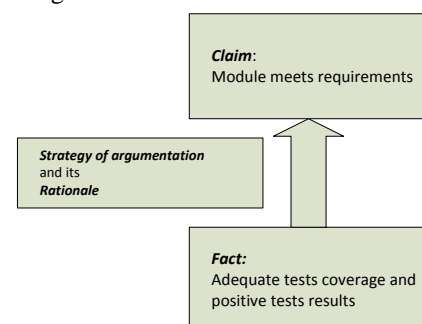 Claim:
Module meets requirements
Strategy of argumentation
and its
Rationale
Fact:
Adequate tests coverage and
positive tests results